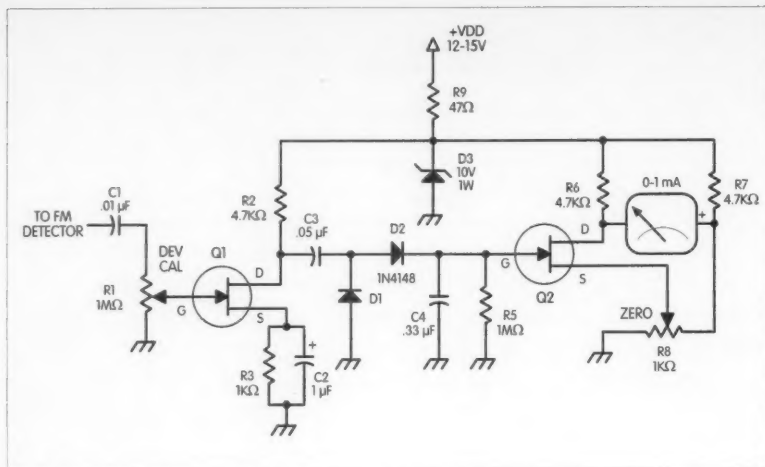 +VDD
12-15V
R9
47Ω
D3
10V
1W
R2
4.7KΩ
R6
4.7KΩ
0-1 mA
R7
4.7KΩ
+
C1
.01 µF
TO FM
DETECTOR
DEV
CAL
Q1
C3
.05 µF
D2
1N4148
D
D
R1
1MΩ
G
S
D1
G
Q2
S
C4
.33 µF
R5
1MΩ
ZERO
R8
1KΩ
R3
1KΩ
+
C2
1 µF